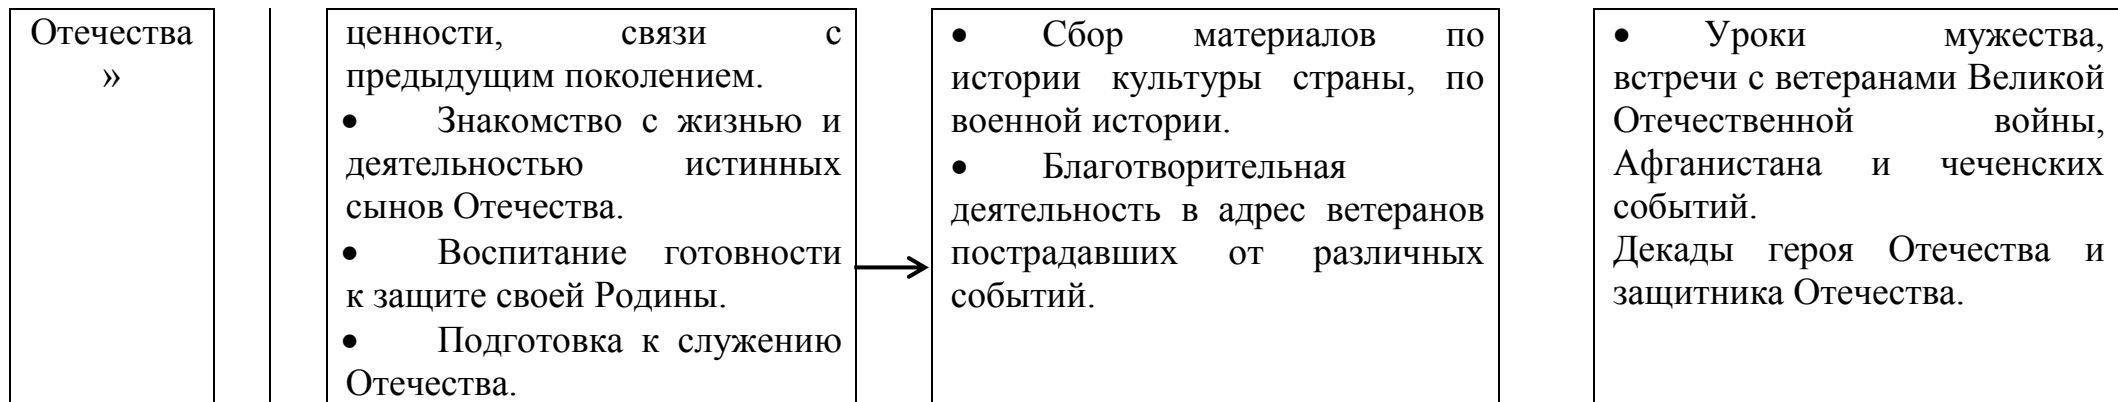 Отечества
»
ценности, связи с
предыдущим поколением.
• Знакомство с жизнью и
деятельностью истинных
сынов Отечества.
• Воспитание готовности
к защите своей Родины.
• Подготовка к служению
Отечества.
• Сбор материалов по
истории культуры страны, по
военной истории.
• Благотворительная
деятельность в адрес ветеранов
пострадавших от различных
событий.
• Уроки мужества,
встречи с ветеранами Великой
Отечественной войны,
Афганистана и чеченских
событий.
Декады героя Отечества и
защитника Отечества.